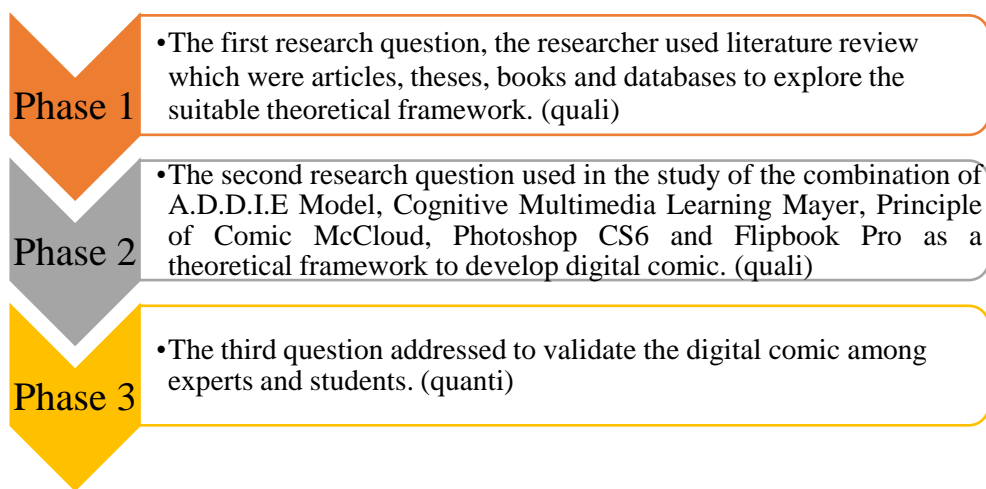 Phase 1
•The first research question, the researcher used literature review
which were articles, theses, books and databases to explore the
suitable theoretical framework. (quali)
Phase 2
•The second research question used in the study of the combination of
A.D.D.I.E Model, Cognitive Multimedia Learning Mayer, Principle
of Comic McCloud, Photoshop CS6 and Flipbook Pro as a
theoretical framework to develop digital comic. (quali)
Phase 3
•The third question addressed to validate the digital comic among
experts and students. (quanti)